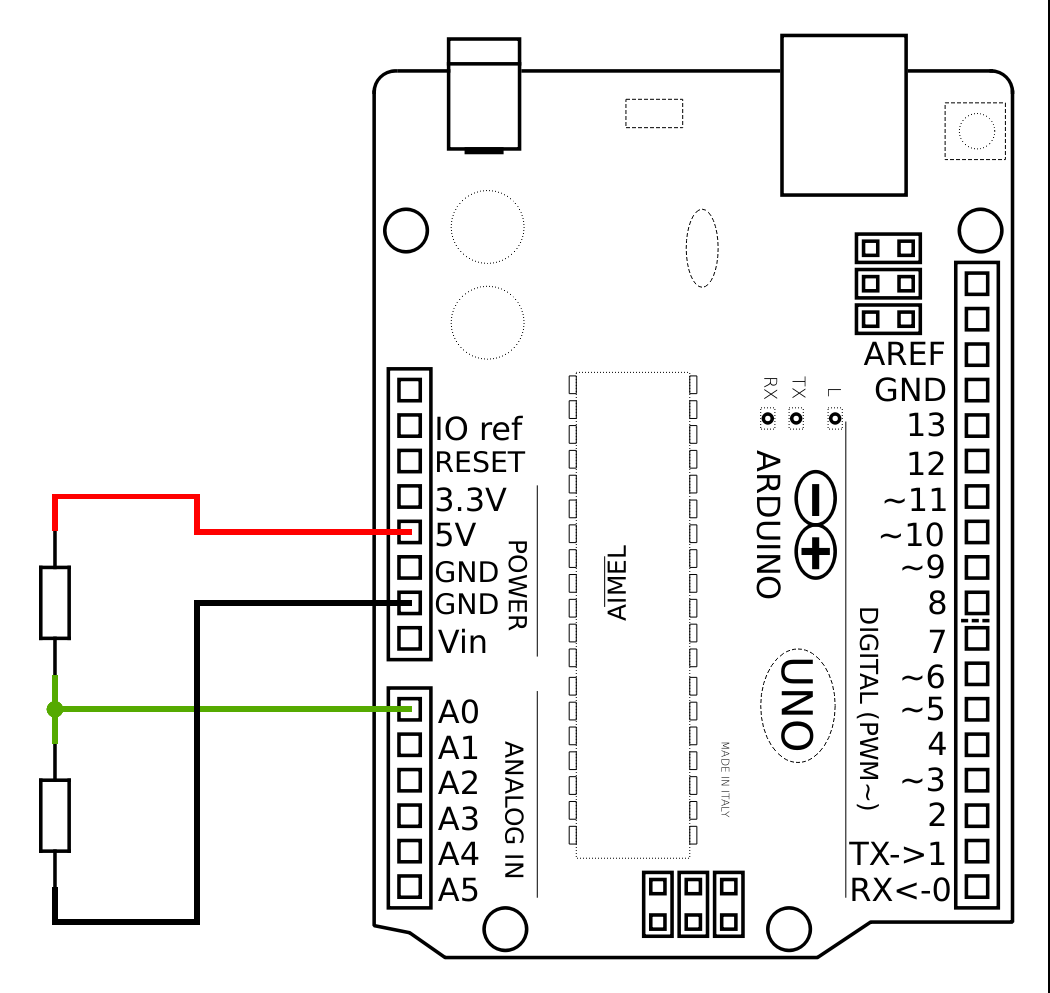 IO ref
RESET
3.3V
5V
GND
GND
Vin
POWER
A0
A1
A2
A3
A4
A5
ANALOG IN
ATMEL
MADE IN ITALY
RX
TX
L
ARDUINO
UNO
AREF
GND
13
12
~11
~10
~9
8
7
~6
~5
4
~3
2
TX->1
RX<-0
DIGITAL (PWM~)